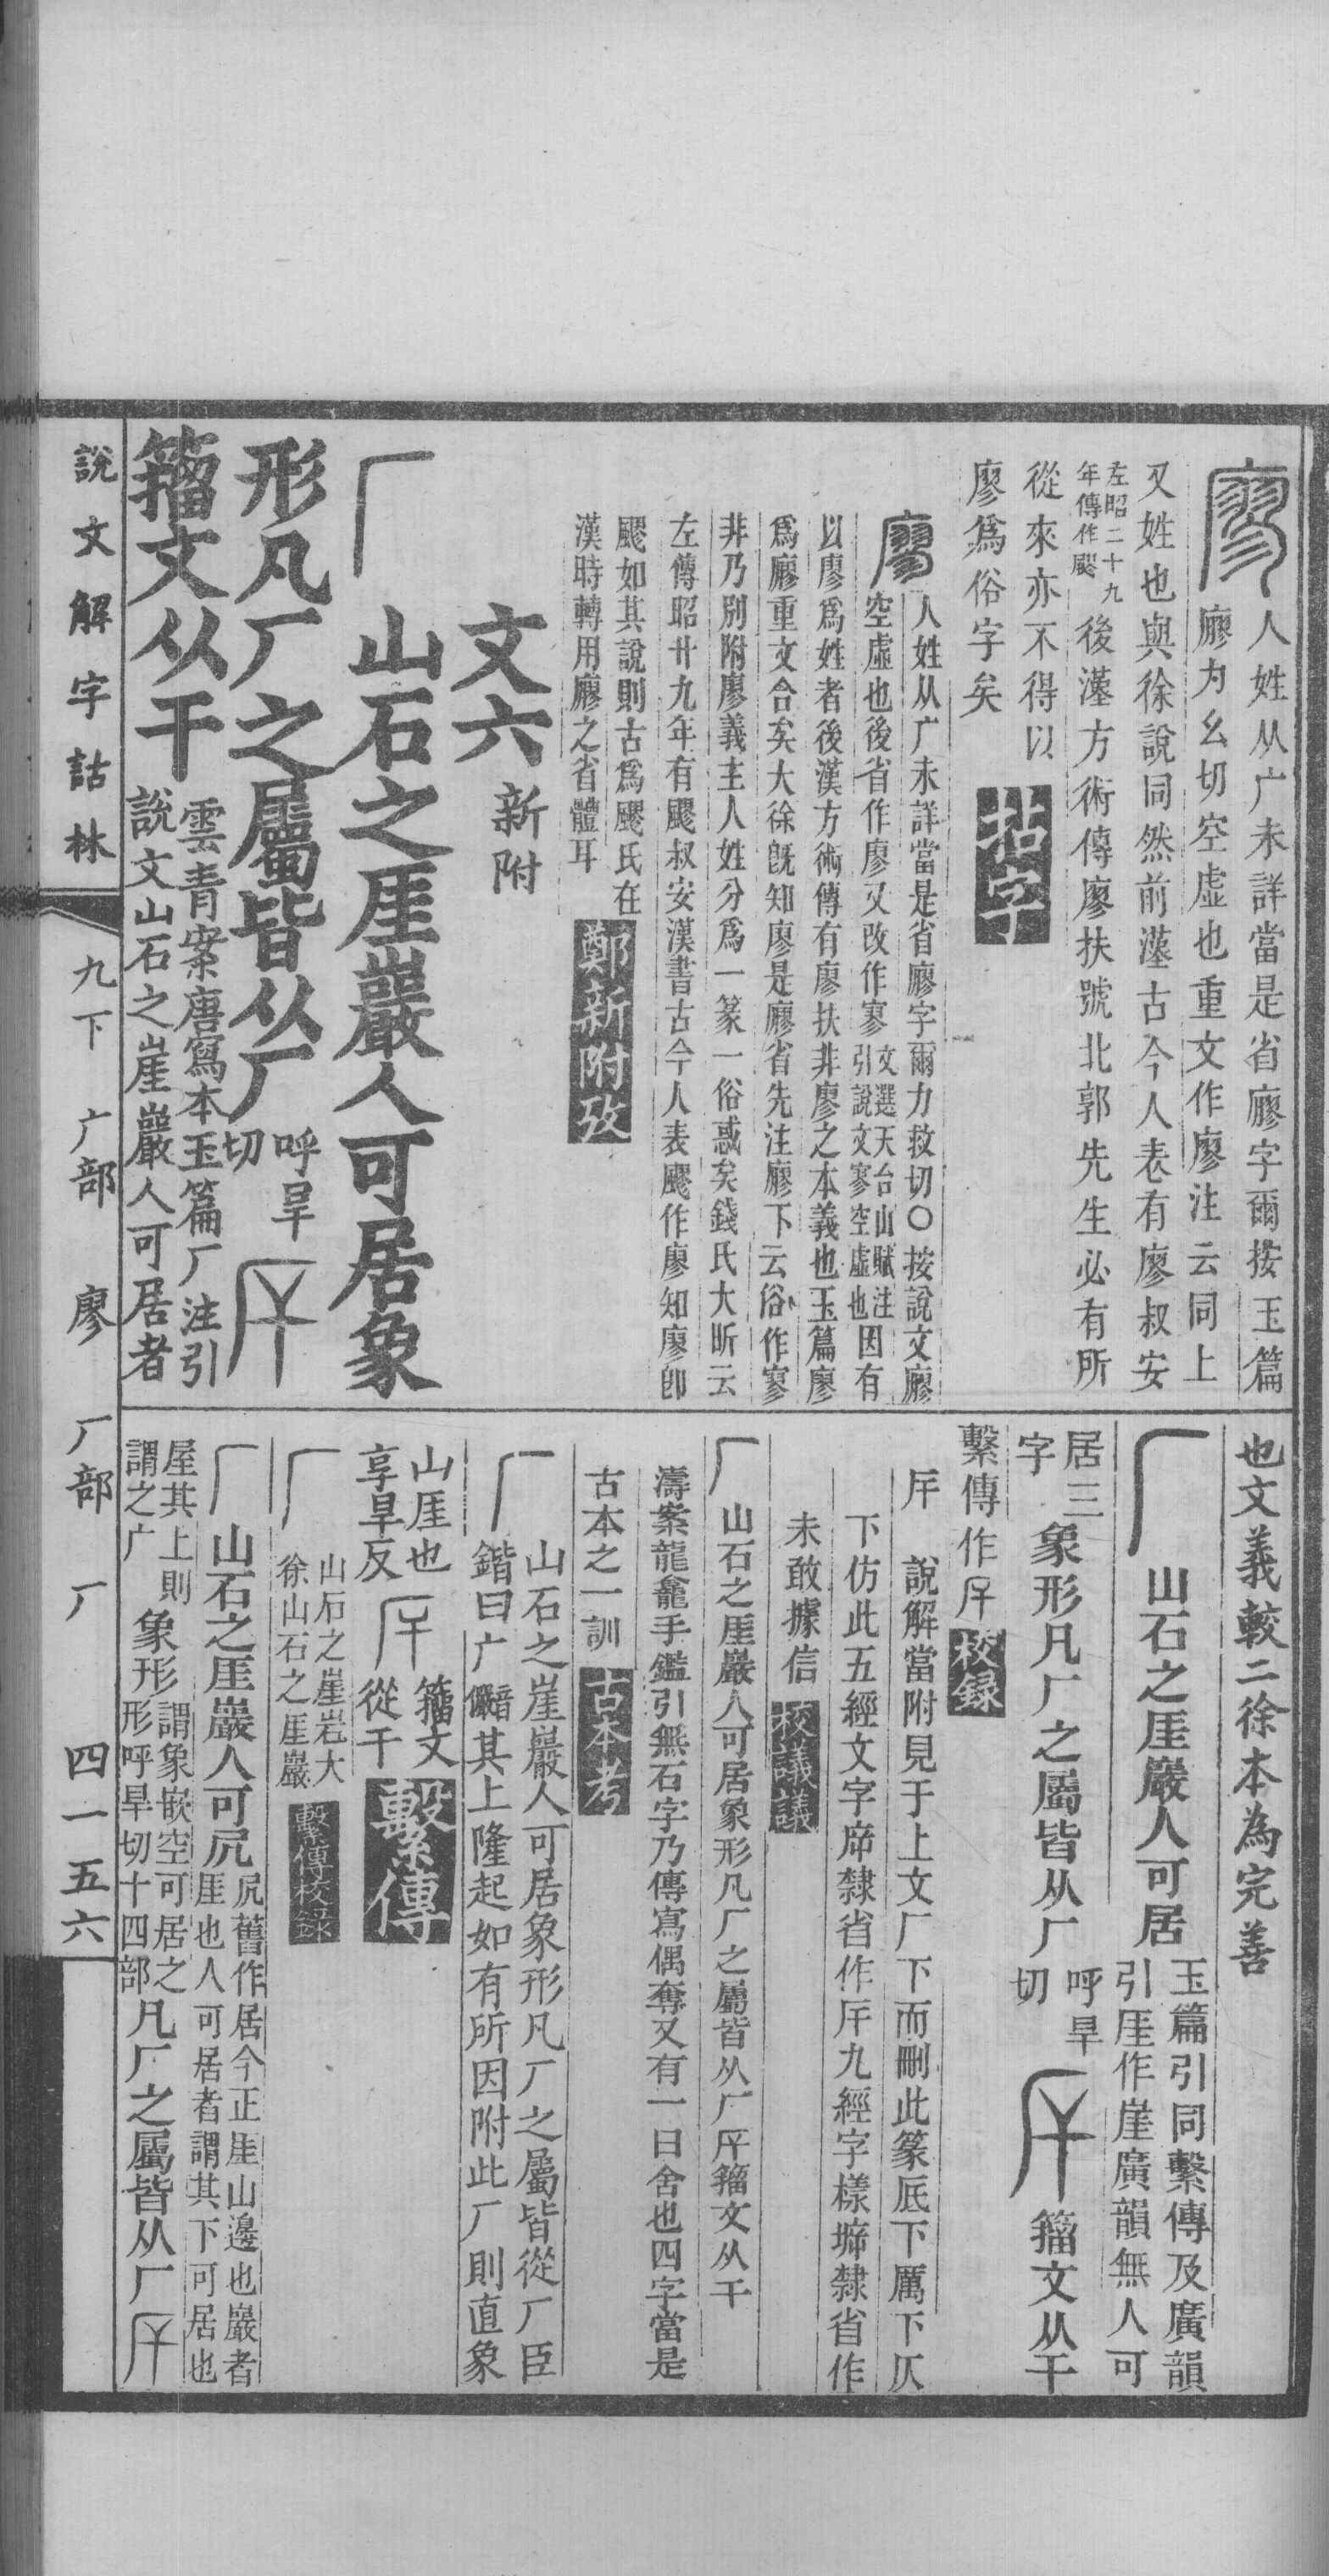 廖人姓从广未詳當是省廫字爾按玉篇
廫力幺切空虛也重文作廖注云同上
又姓也與徐說同然前漢古今人表有廖叔安
左昭二十九
年傳作飂
後漢方術傳廖扶號北郭先生必有所
從來亦不得以
廖爲俗字矣
廖人姓从广未詳當是省廫字爾力救切〇按說文廫
空虛也後省作廖又改作寥
文選天台山賦注
引說文寥空虛也
因有
以廖爲姓者後漢方術傳有廖扶非廖之本義也玉篇廖
爲廫重文合矣大徐旣知廖是廫省先注廫下云俗作寥
非乃別附廖義主人姓分爲一篆一俗惑矣錢氏大昕云
左傳昭廿九年有飂叔安漢書古今人表飂作廖知廖卽
飂如其說則古爲飂氏在
漢時轉用廫之省體耳
鄭新附攷
文六
新附
厂山石之厓巖人可居象
形凡厂之屬皆从厂
呼旱
切
𠪚
籀文从干
雲青案唐寫本玉篇厂注引
說文山石之崖巖人可居者
也文義較二徐本為完善
厂山石之厓巖人可居
玉篇引同繫傳及廣韻
引厓作崖廣韻無人可
居三
字
象形凡厂之屬皆从厂
呼旱
切
厈籀文从干
繫傳作厈
校録
厈 說解當附見于上文厂下而刪此篆底下厲下仄
下仿此五經文字㡿隸省作斥九經字樣㙤隸省作
未敢據信
校議議
厂山石之厓巖人可居象形凡厂之屬皆从厂厈籀文从干
濤案龍龕手鑑引無石字乃傳寫偶奪又有一曰舍也四字當是
古本之一訓
古本考
厂山石之崖巖人可居象形凡厂之屬皆從厂臣
鍇曰广
其上隆起如有所因附此厂則直象
山厓也
享旱反
厈
籀文
從干
繫傳
厂
山石之崖岩大
徐山石之厓巖
繫傳校録
厂山石之厓巖人可凥
凥舊作居今正厓山邊也巖者
厓也人可居者謂其下可居也
屋其上則
謂之广
象形
謂象嵌空可居之
形呼旱切十四部
凡厂之屬皆从厂厈
說文解字詁林
九下 广部 廖 厂部 厂
四一五六